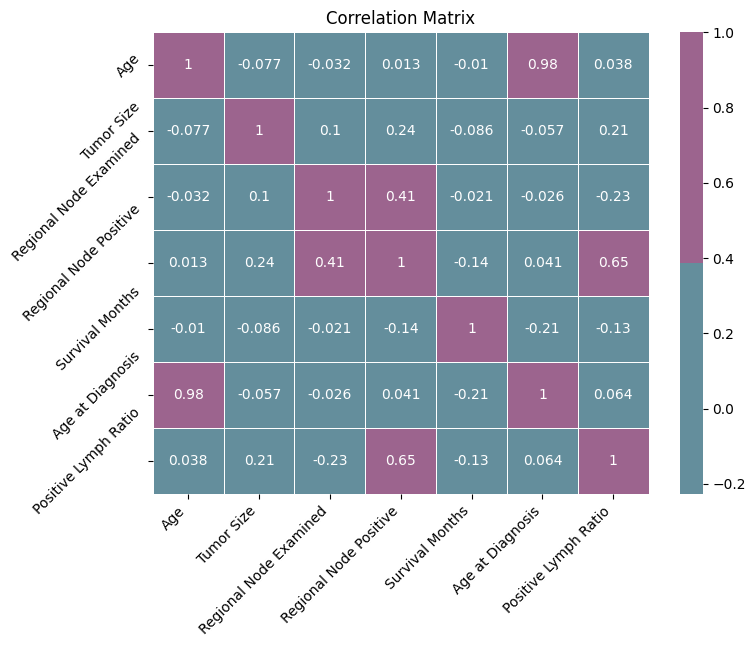 Correlation Matrix
Age 1 -0.077 -0.032 0.013 -0.01 0.98 0.038
Tumor Size -0.077 1 0.1 0.24 -0.086 -0.057 0.21
Regional Node Examined -0.032 0.1 1 0.41 -0.021 -0.026 -0.23
Regional Node Positive 0.013 0.24 0.41 1 -0.14 0.041 0.65
Survival Months -0.01 -0.086 -0.021 -0.14 1 -0.21 -0.13
Age at Diagnosis 0.98 -0.057 -0.026 0.041 -0.21 1 0.064
Positive Lymph Ratio 0.038 0.21 -0.23 0.65 -0.13 0.064 1
Age
Tumor Size
Regional Node Examined
Regional Node Positive
Survival Months
Age at Diagnosis
Positive Lymph Ratio
1.0
0.8
0.6
0.4
0.2
0.0
−0.2